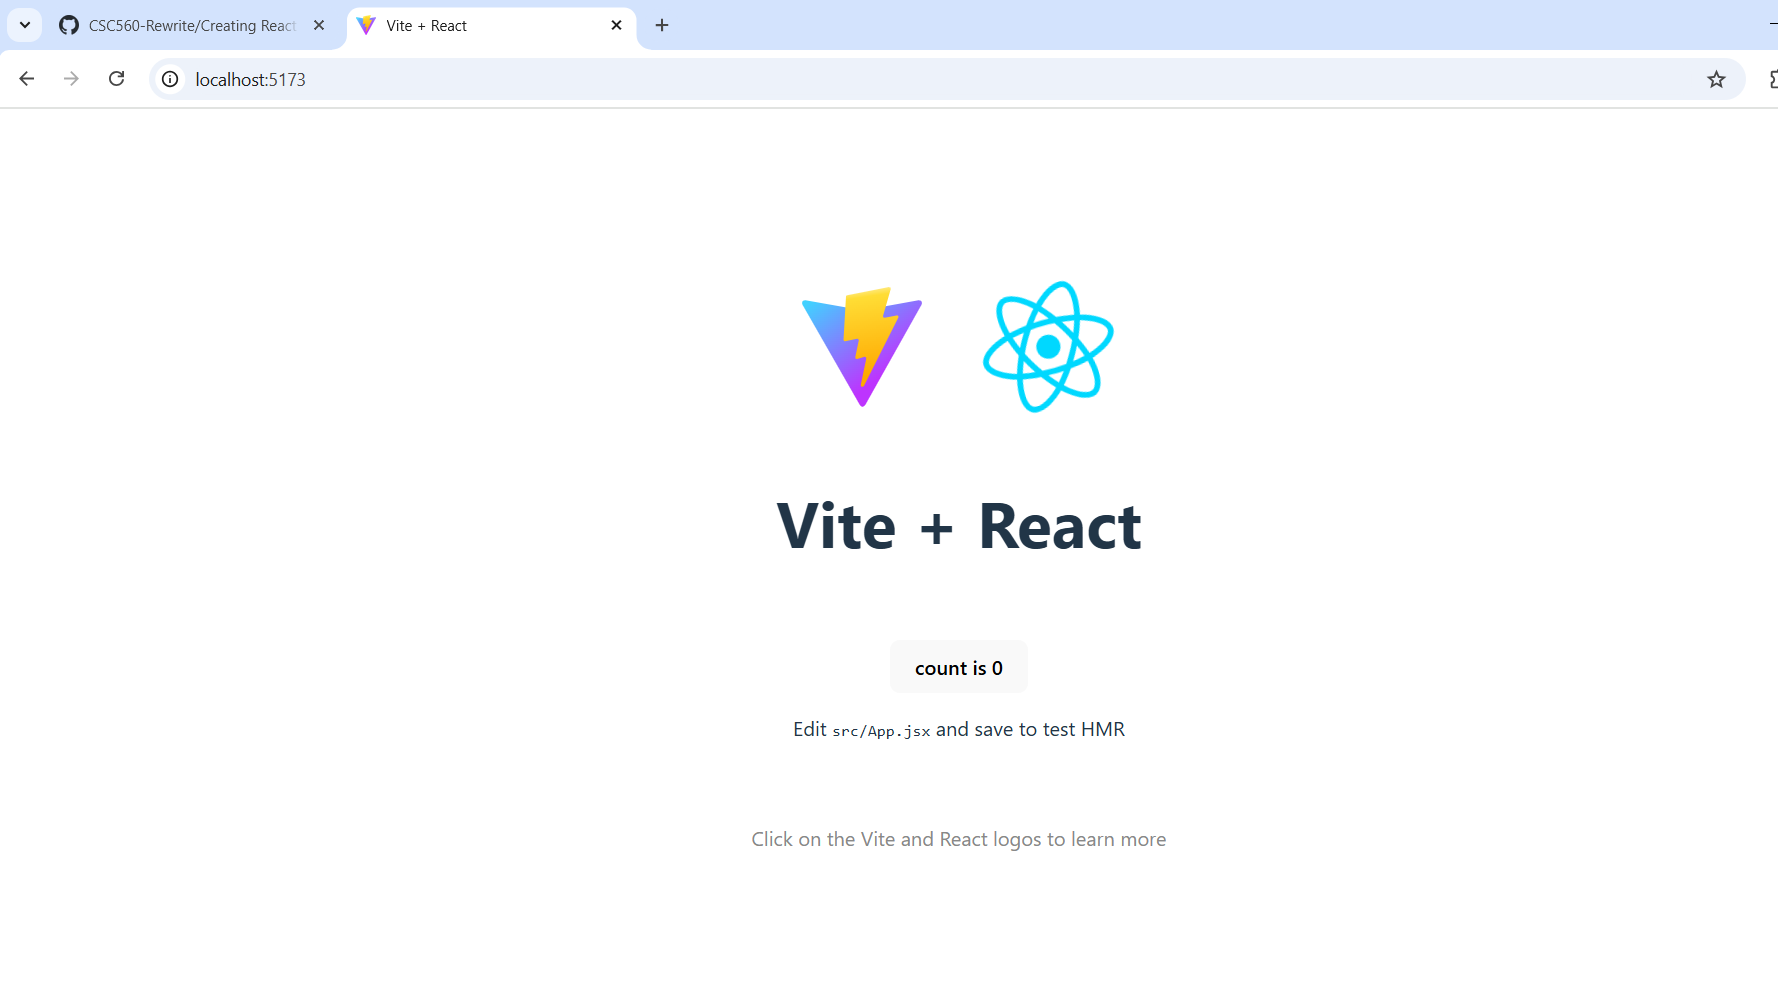 CSC560-Rewrite/Creating React
Vite + React
localhost:5173
Vite + React
count is 0
Edit src/App.jsx and save to test HMR
Click on the Vite and React logos to learn more